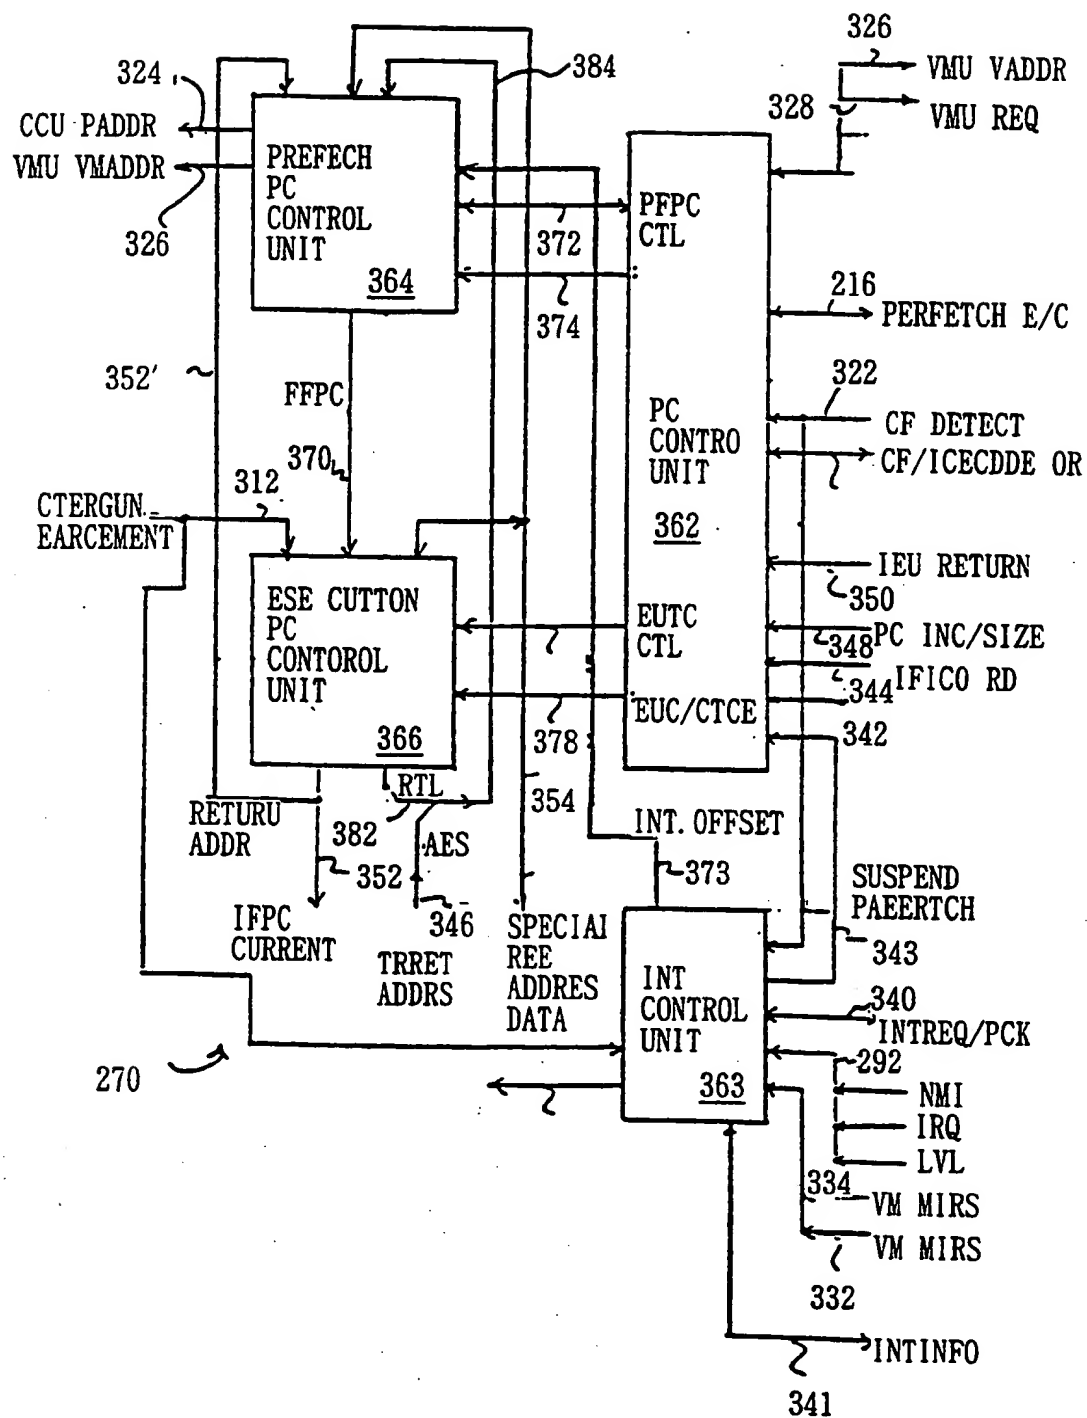 326
VMU VADDR
384
324
328
VMU REQ
CCU PADDR
VMU VMADDR
PREFECH
PC
CONTROL
UNIT
364
326
PFPC
CTL
372
374
216
PERFETCH E/C
352'
FFPC
322
PC
CONTRO
UNIT
362
CF DETECT
CF/ICECDDE OR
370
312
CTERGUN
EARCEMENT
IEU RETURN
350
ESE CUTTON
PC
CONTOROL
UNIT
366
EUTC
CTL
348
PC INC/SIZE
344
IFICO RD
EUC/CTCE
378
342
RTL
354
RETURU
ADDR
382
AES
INT. OFFSET
352
373
346
SUSPEND
PAEERTCH
IFPC
CURRENT
TRRET
ADDRS
SPECIAI
REE
ADDRES
DATA
343
INT
CONTROL
UNIT
363
340
INTREQ/PCK
292
270
NMI
IRQ
LVL
334
VM MIRS
VM MIRS
332
INTINFO
341